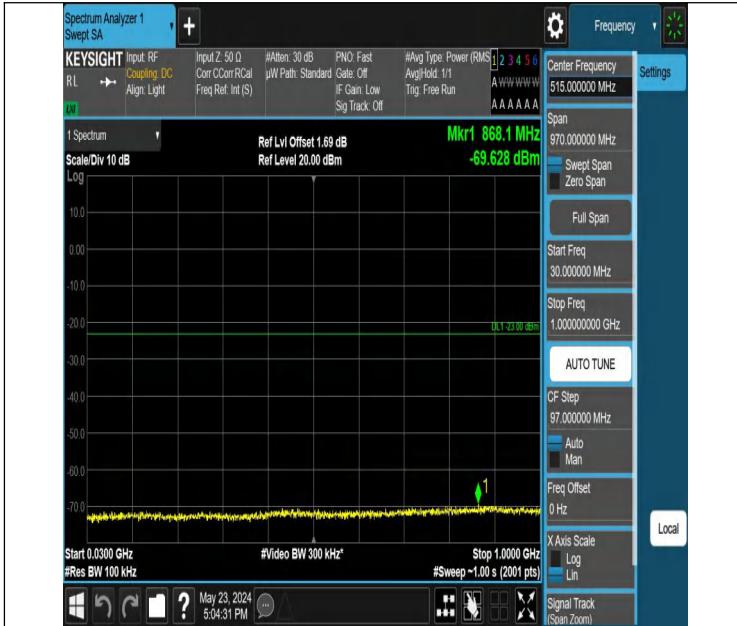 Spectrum Analyzer 1
Swept SA
+
Frequency
KEYSIGHT
RL
Input: RF
Coupling: DC
Align: Light
Input Z: 50 Ω
Corr CCorr RCal
Freq Ref: Int (S)
#Atten: 30 dB
µW Path: Standard
PNO: Fast
Gate: Off
IF Gain: Low
Sig Track: Off
#Avg Type: Power (RMS
Avg|Hold: 1/1
Trig: Free Run
1 2 3 4 5 6
A W W W W W
A A A A A A
1 Spectrum
Scale/Div 10 dB
Log
Ref Lvl Offset 1.69 dB
Ref Level 20.00 dBm
Mkr1 868.1 MHz
-69.628 dBm
10.0
0.00
-10.0
-20.0
DL1 -23.00 dBm
-30.0
-40.0
-50.0
-60.0
1
-70.0
Start 0.0300 GHz
#Res BW 100 kHz
#Video BW 300 kHz*
Stop 1.0000 GHz
#Sweep ~1.00 s (2001 pts)
Center Frequency
515.000000 MHz
Settings
Span
970.000000 MHz
Swept Span
Zero Span
Full Span
Start Freq
30.000000 MHz
Stop Freq
1.000000000 GHz
AUTO TUNE
CF Step
97.000000 MHz
Auto
Man
Freq Offset
0 Hz
Local
X Axis Scale
Log
Lin
Signal Track
(Span Zoom)
?
May 23, 2024
5:04:31 PM